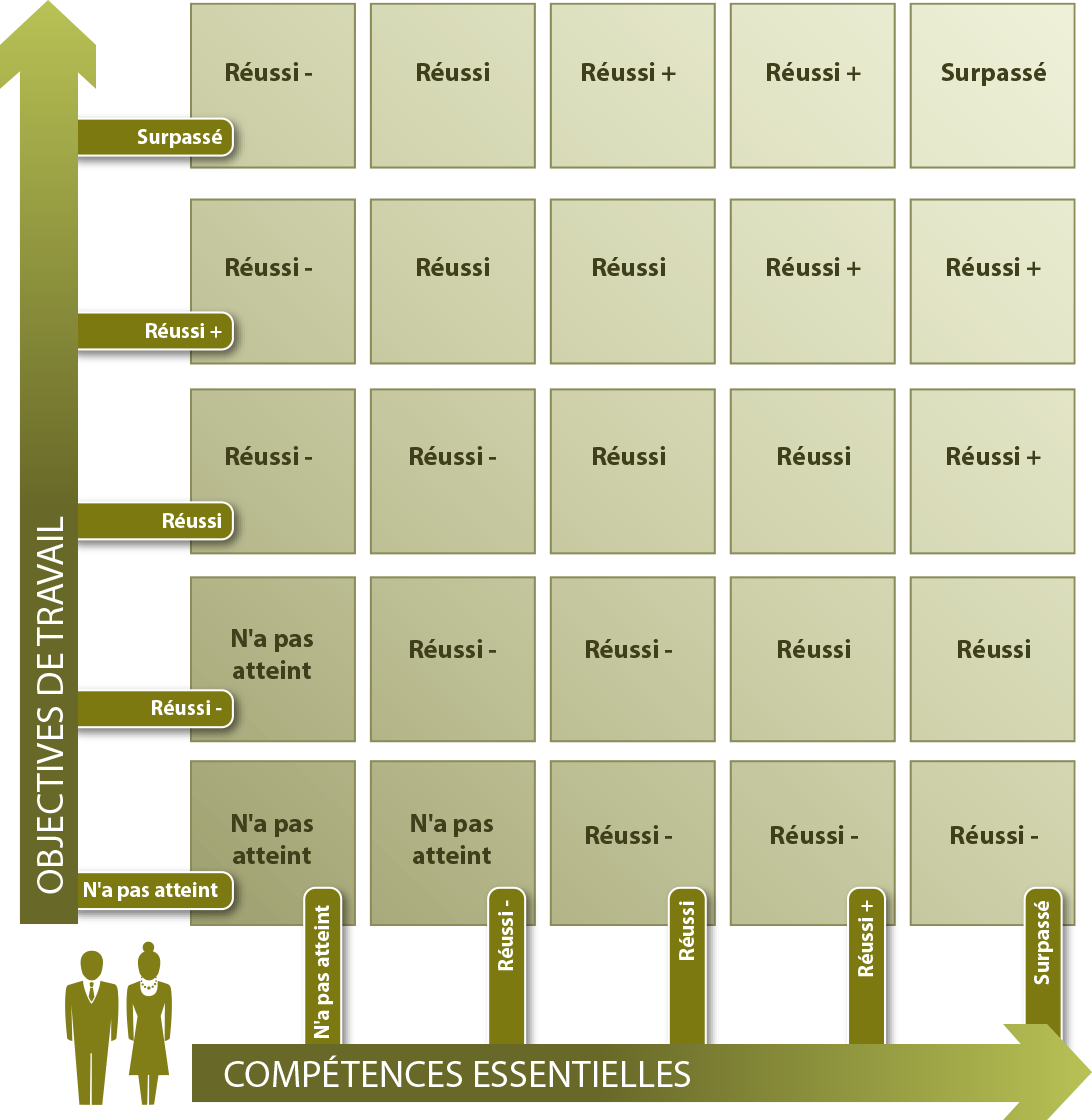 Réussi -
Réussi
Réussi +
Réussi +
Surpassé
Surpassé
Réussi -
Réussi
Réussi
Réussi +
Réussi +
Réussi +
Réussi -
Réussi -
Réussi
Réussi
Réussi +
Réussi
N'a pas
atteint
Réussi -
Réussi -
Réussi
Réussi
Réussi -
N'a pas
atteint
N'a pas
atteint
Réussi -
Réussi -
Réussi -
N'a pas atteint
OBJECTIVES DE TRAVAIL
N'a pas atteint
Réussi -
Réussi
Réussi +
Surpassé
COMPÉTENCES ESSENTIELLES